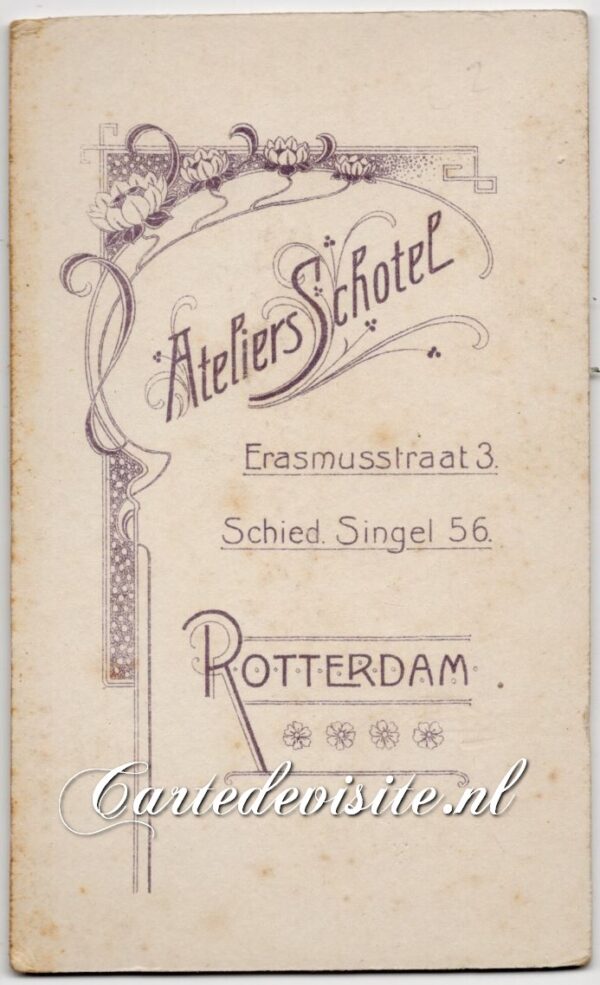 Ateliers Schotel
Erasmusstraat 3.
Schied. Singel 56.
Rotterdam
Cartedevisite.nl